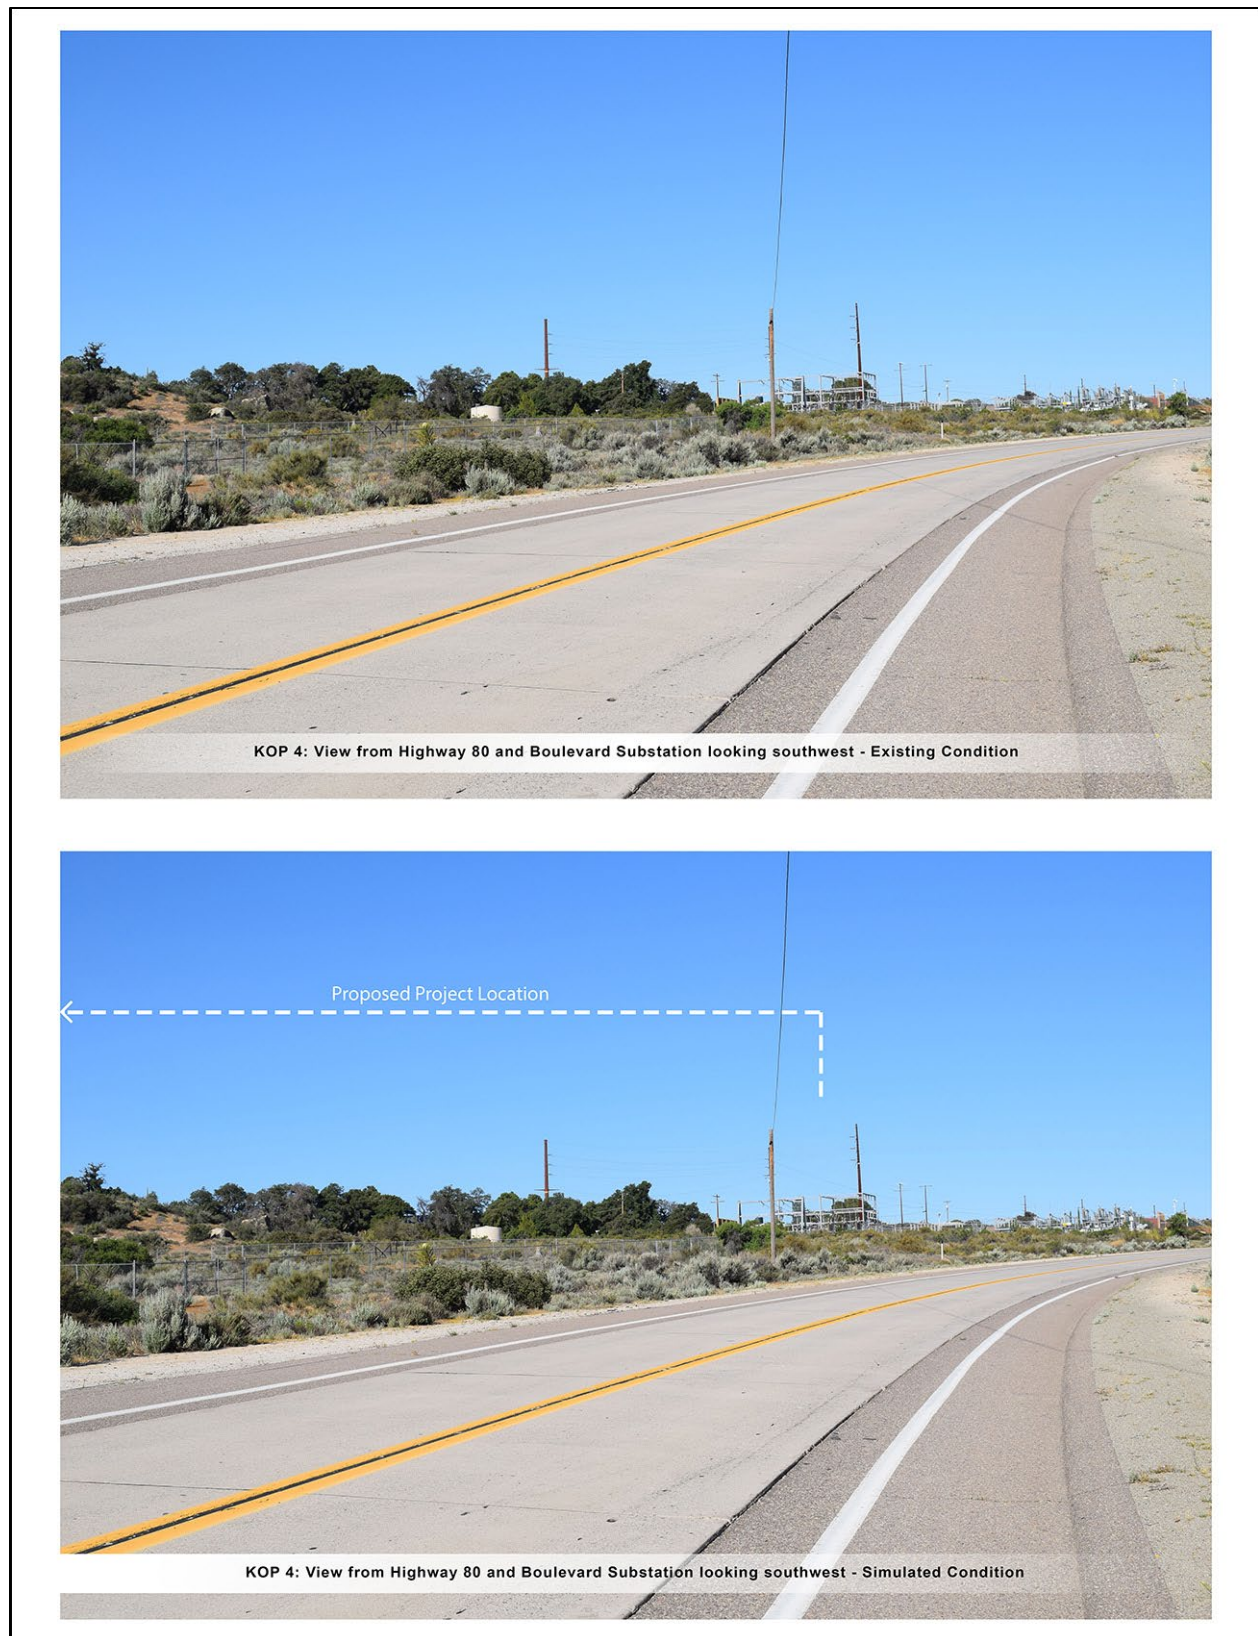 KOP 4: View from Highway 80 and Boulevard Substation looking southwest - Existing Condition
Proposed Project Location
KOP 4: View from Highway 80 and Boulevard Substation looking southwest - Simulated Condition